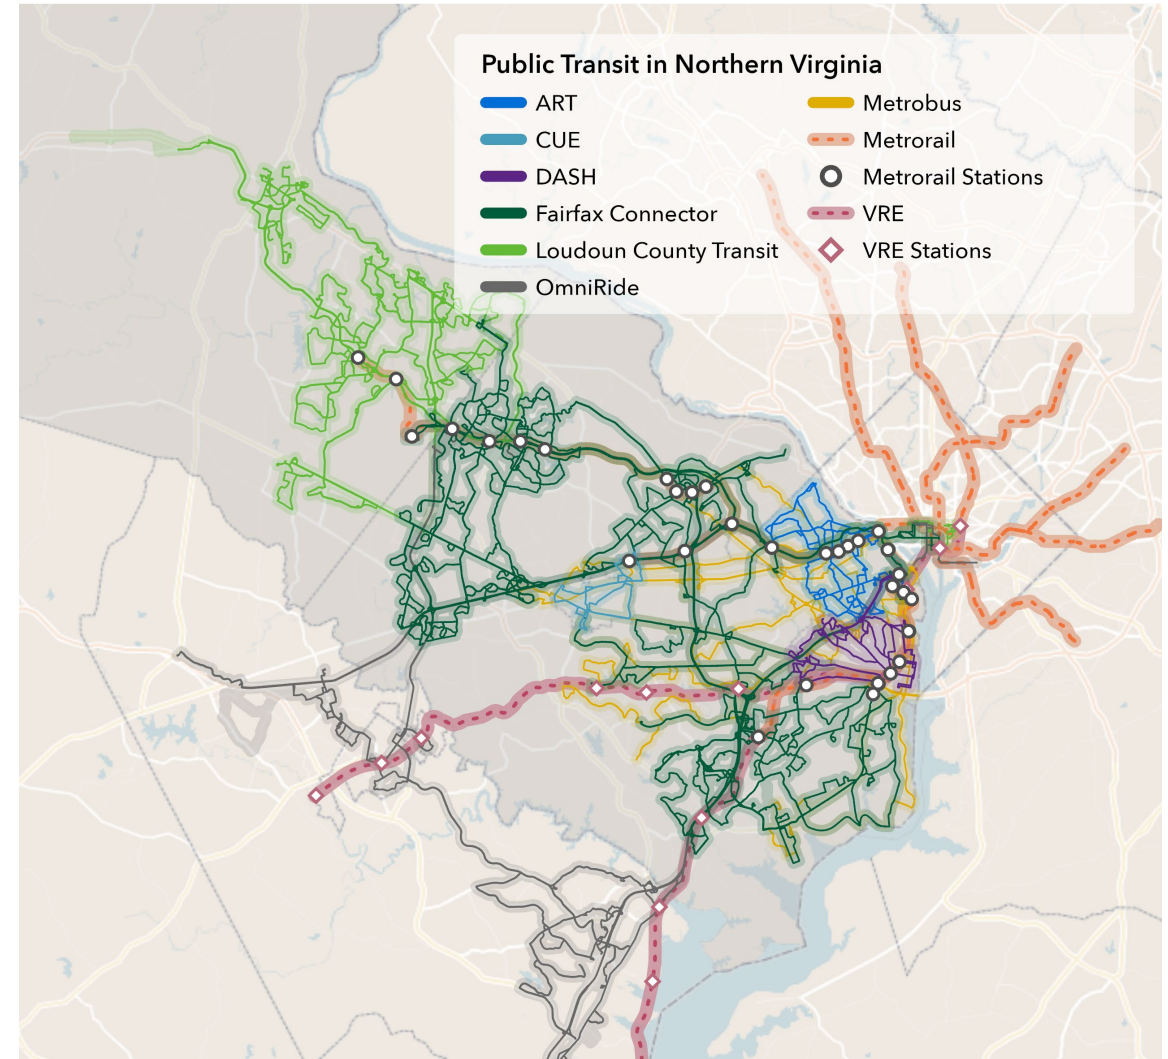 Public Transit in Northern Virginia
ART
CUE
DASH
Fairfax Connector
Loudoun County Transit
OmniRide
Metrobus
Metrorail
Metrorail Stations
VRE
VRE Stations